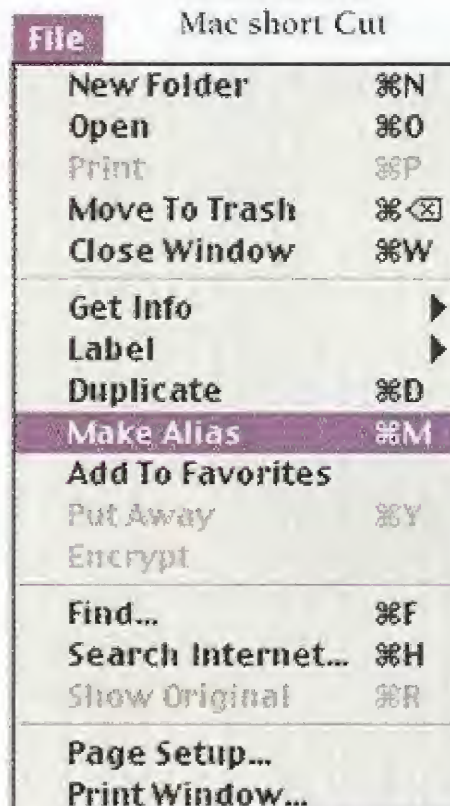 Mac short Cut
File
New Folder ⌘N
Open ⌘O
Print ⌘P
Move To Trash ⌘⌫
Close Window ⌘W
Get Info ▶
Label ▶
Duplicate ⌘D
Make Alias ⌘M
Add To Favorites
Put Away ⌘Y
Encrypt
Find... ⌘F
Search Internet... ⌘H
Show Original ⌘R
Page Setup...
Print Window...